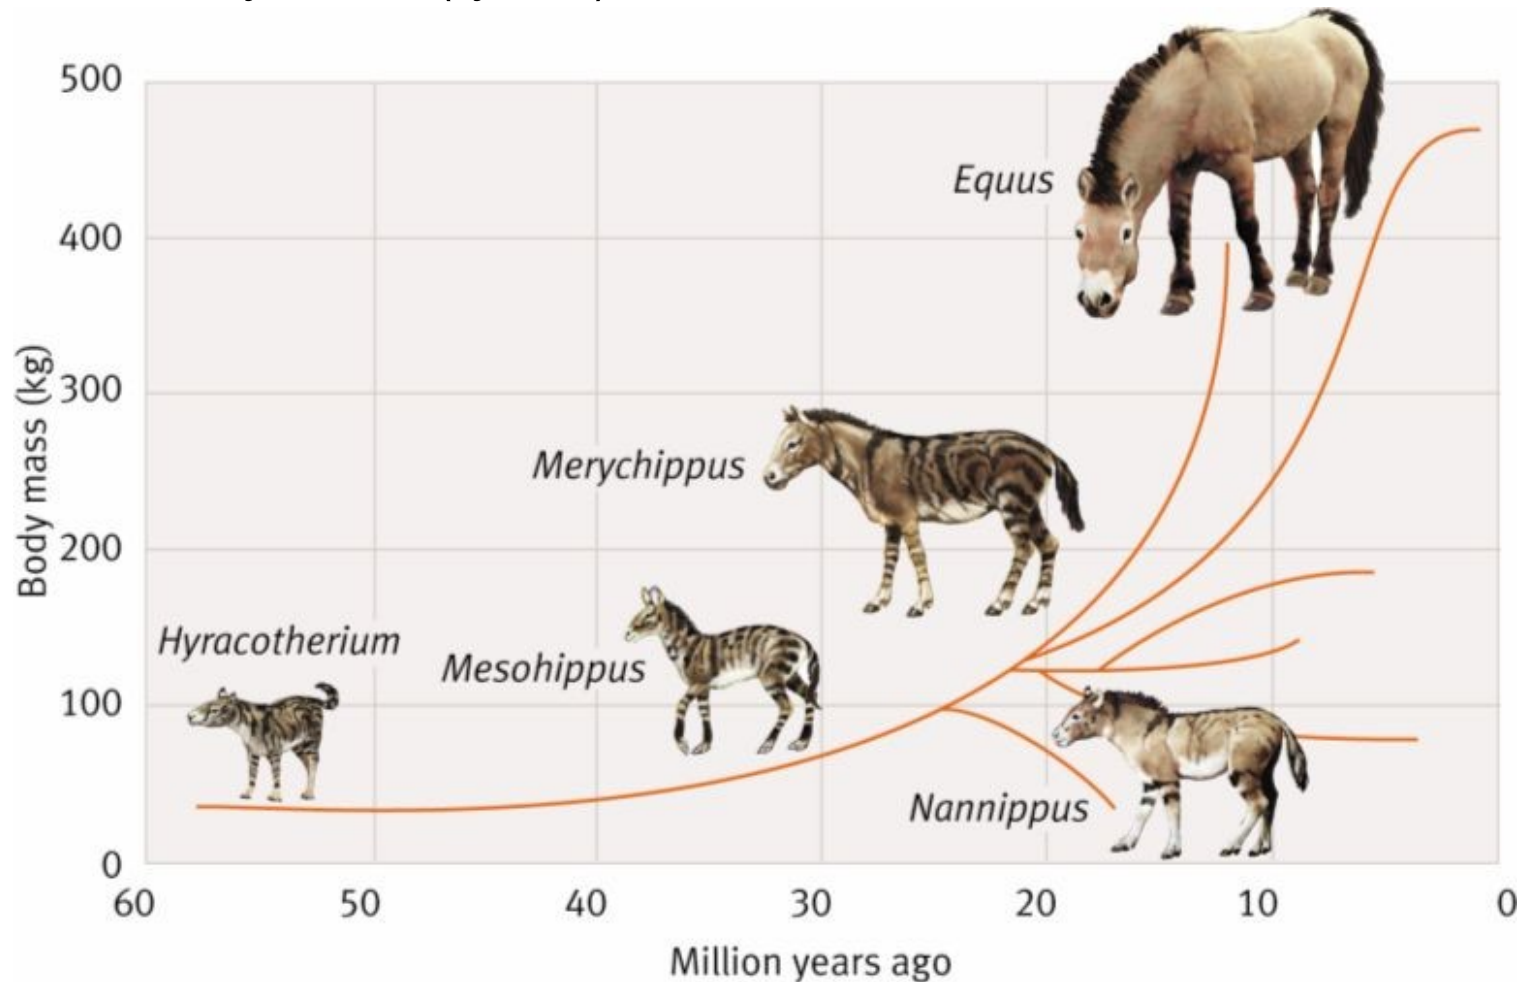 500
400
300
200
100
0
Body mass (kg)
Equus
Merychippus
Mesohippus
Hyracotherium
Nannippus
60 50 40 30 20 10 0
Million years ago